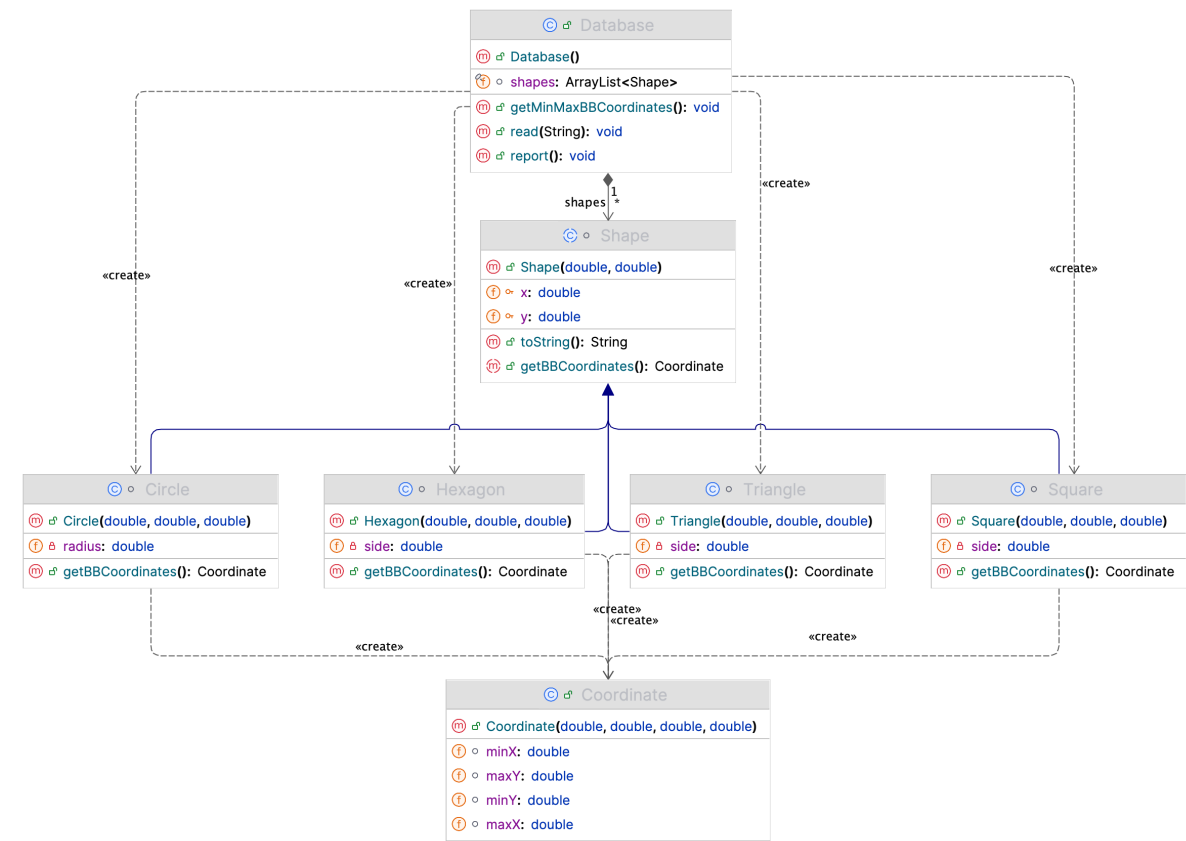 Database
Database()
shapes: ArrayList<Shape>
getMinMaxBBCoordinates(): void
read(String): void
report(): void
1
shapes *
«create»
«create»
«create»
«create»
Shape
Shape(double, double)
x: double
y: double
toString(): String
getBBCoordinates(): Coordinate
Circle
Circle(double, double, double)
radius: double
getBBCoordinates(): Coordinate
Hexagon
Hexagon(double, double, double)
side: double
getBBCoordinates(): Coordinate
Triangle
Triangle(double, double, double)
side: double
getBBCoordinates(): Coordinate
Square
Square(double, double, double)
side: double
getBBCoordinates(): Coordinate
«create»
«create»
«create»
«create»
Coordinate
Coordinate(double, double, double, double)
minX: double
maxY: double
minY: double
maxX: double